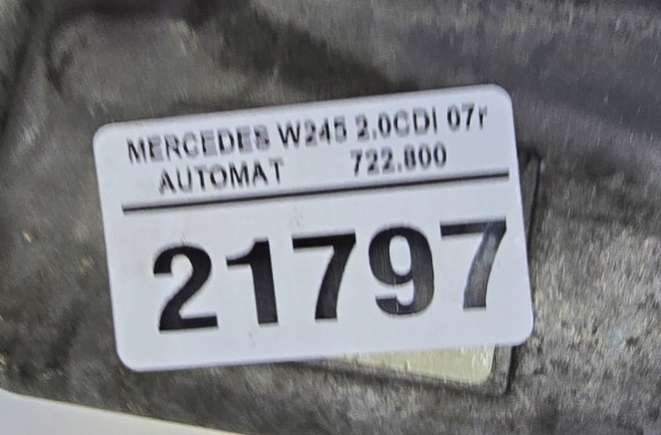 MERCEDES W245 2.0CDI 07r
AUTOMAT 722.800
21797